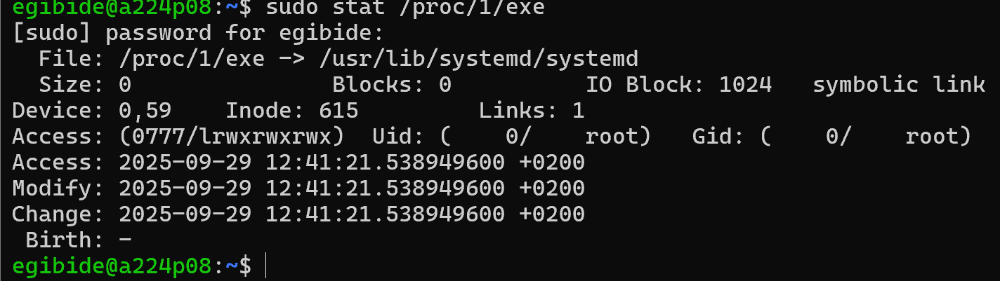 egibide@a224p08:~$ sudo stat /proc/1/exe
[sudo] password for egibide:
  File: /proc/1/exe -> /usr/lib/systemd/systemd
  Size: 0               Blocks: 0          IO Block: 1024   symbolic link
Device: 0,59    Inode: 615         Links: 1
Access: (0777/lrwxrwxrwx)  Uid: (    0/    root)   Gid: (    0/    root)
Access: 2025-09-29 12:41:21.538949600 +0200
Modify: 2025-09-29 12:41:21.538949600 +0200
Change: 2025-09-29 12:41:21.538949600 +0200
 Birth: -
egibide@a224p08:~$